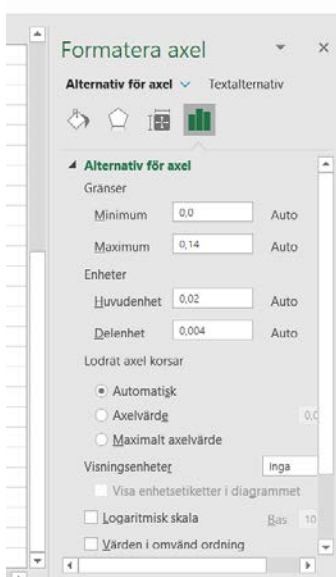 Formatera axel
Alternativ för axel Textalternativ
Alternativ för axel
Gränser
Minimum 0,0 Auto
Maximum 0,14 Auto
Enheter
Huvudenhet 0,02 Auto
Delenhet 0,004 Auto
Lodrät axel korsar
Automatisk
Axelvärde
Maximalt axelvärde
Visningsenheter Inga
Visa enhetsetiketter i diagrammet
Logaritmisk skala Bas 10
Värden i omvänd ordning